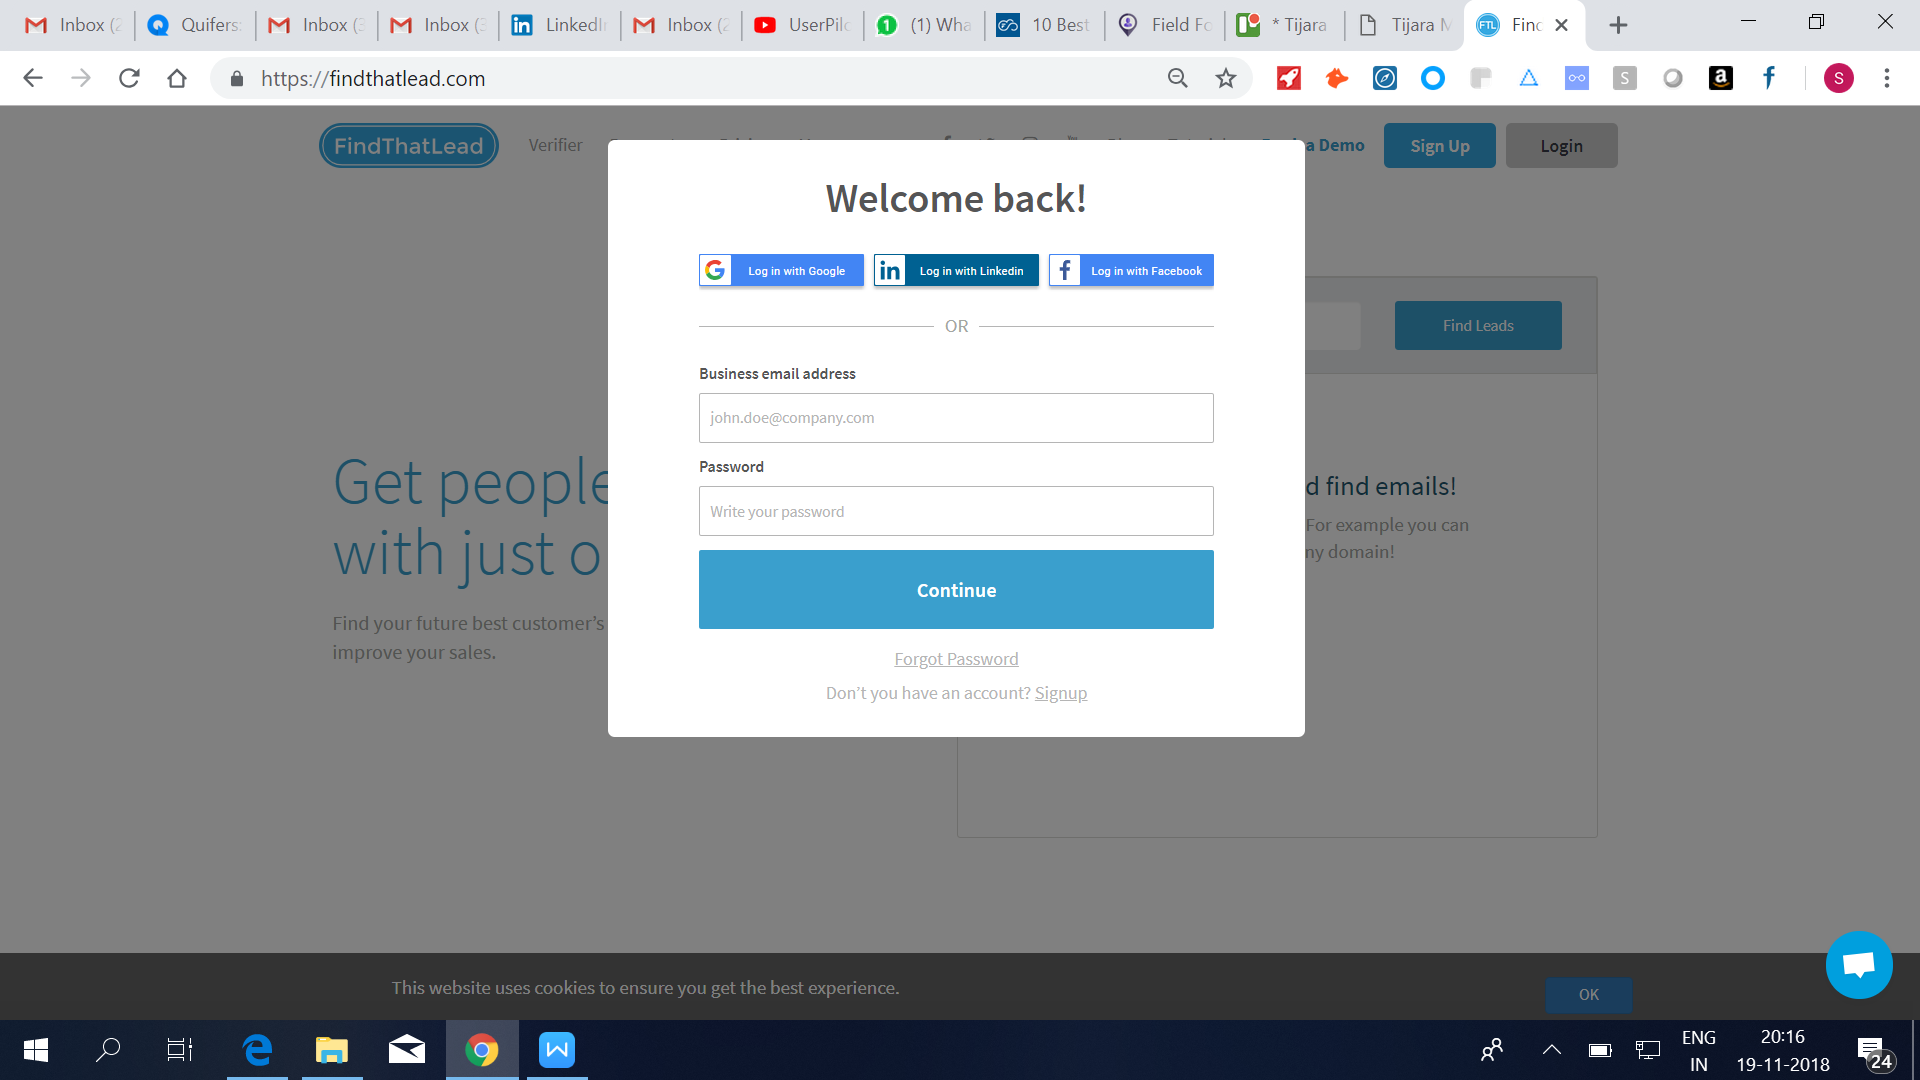 Inbox (2 Quifers: Inbox (3 Inbox (3 LinkedIn Inbox (2 UserPilo (1) Wha 10 Best Field Fo * Tijara Tijara M Find
https://findthatlead.com
S
FindThatLead Verifier a Demo Sign Up Login
Welcome back!
Log in with Google Log in with Linkedin Log in with Facebook
OR
Find Leads
Business email address
john.doe@company.com
Password
Write your password
Continue
Forgot Password
Don't you have an account? Signup
Get people
with just o
Find your future best customer's
improve your sales.
d find emails!
For example you can
ny domain!
This website uses cookies to ensure you get the best experience.
OK
ENG
IN
20:16
19-11-2018
24